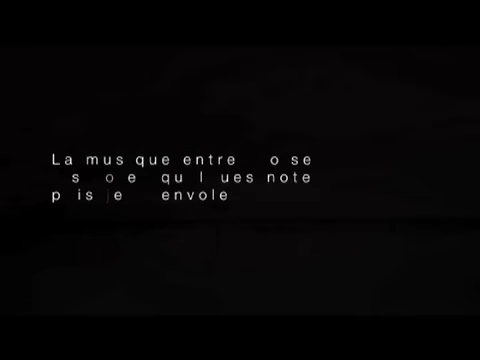 La mus que entre o se
s o e qu l ues note
p is je envole